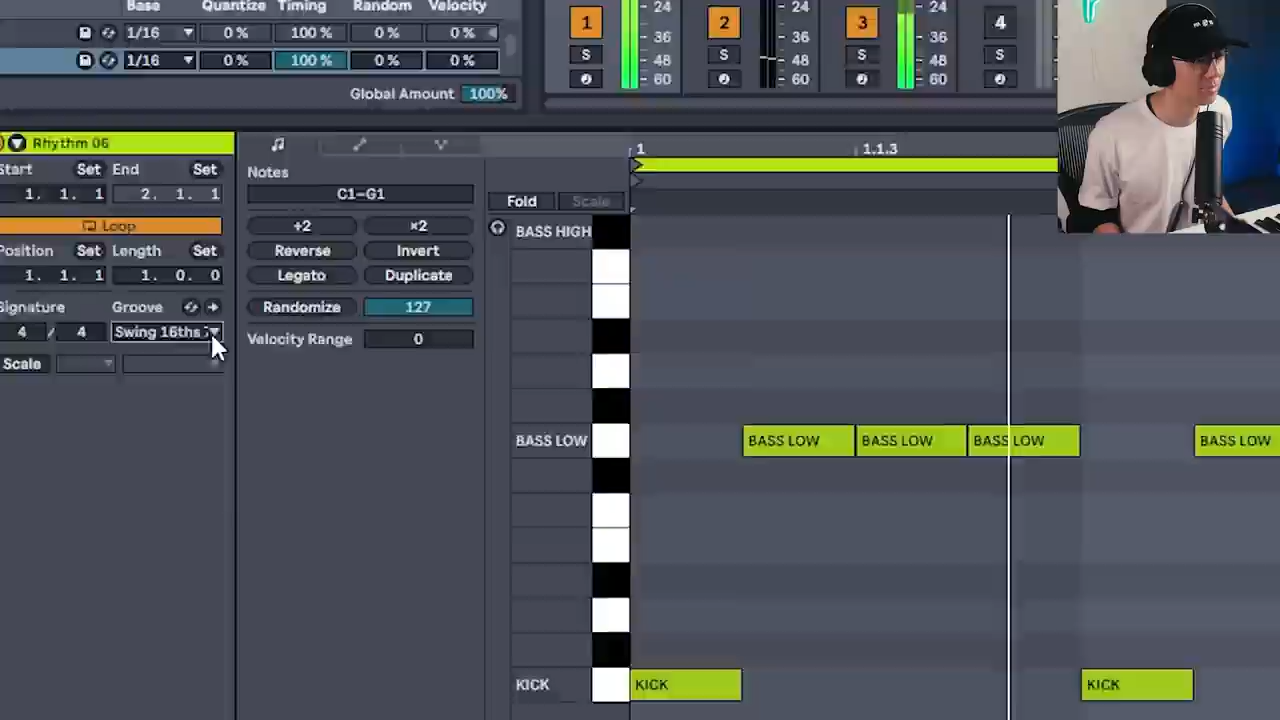 Base Quantize Timing Random Velocity
1/16 0 % 100 % 0 % 0 %
1/16 0 % 100 % 0 % 0 %
Global Amount 100%
1 2 3 4
S S S S
24 24 24
36 36 36 36
48 48 48 48
60 60 60 60
Rhythm 06
Start Set End Set
1. 1. 1 2. 1. 1
Loop
Position Set Length Set
1. 1. 1 1. 0. 0
Signature Groove
4 / 4 Swing 16ths
Scale
Notes
C1-G1
÷2 ×2
Reverse Invert
Legato Duplicate
Randomize 127
Velocity Range 0
Fold Scale
1 1.1.3
BASS HIGH
BASS LOW BASS LOW BASS LOW BASS LOW BASS LOW
KICK KICK KICK